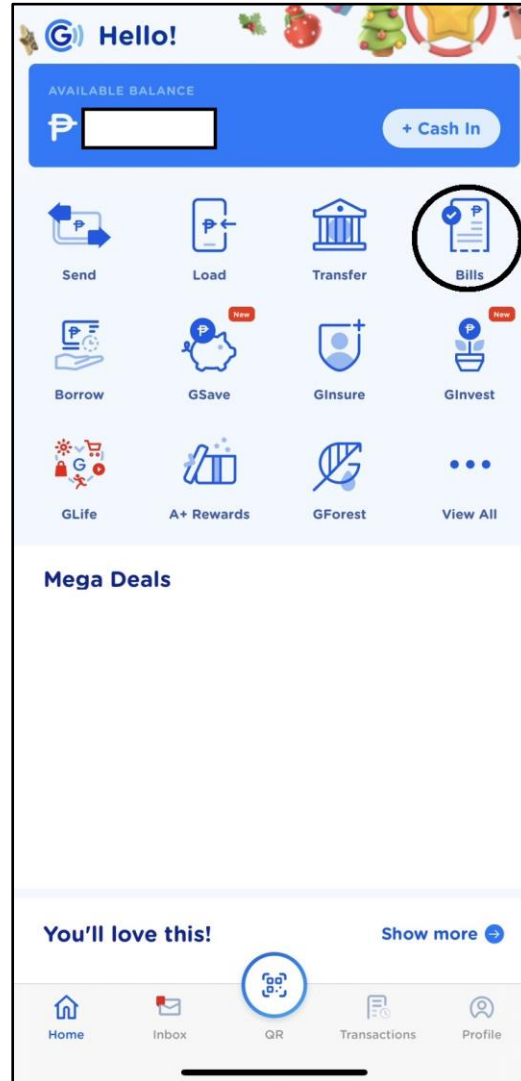 G Hello!
AVAILABLE BALANCE
₱
+ Cash In
Send Load Transfer Bills
New New
Borrow GSave GInsure GInvest
GLife A+ Rewards GForest View All
Mega Deals
You'll love this! Show more
Home Inbox QR Transactions Profile